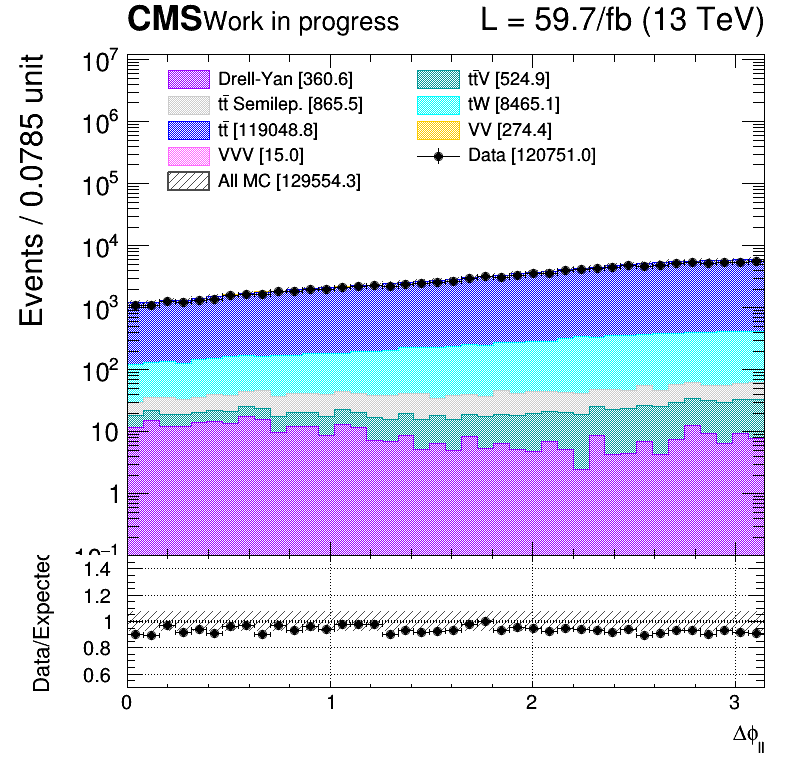 CMS Work in progress L = 59.7/fb (13 TeV)
Events / 0.0785 unit
10⁷
10⁶
10⁵
10⁴
10³
10²
10
1
10⁻¹
Drell-Yan [360.6]
tt̄V [524.9]
tt̄ Semilep. [865.5]
tW [8465.1]
tt̄ [119048.8]
VV [274.4]
VVV [15.0]
Data [120751.0]
All MC [129554.3]
Data/Expected
1.4
1.2
1
0.8
0.6
0 1 2 3
Δϕ_ll